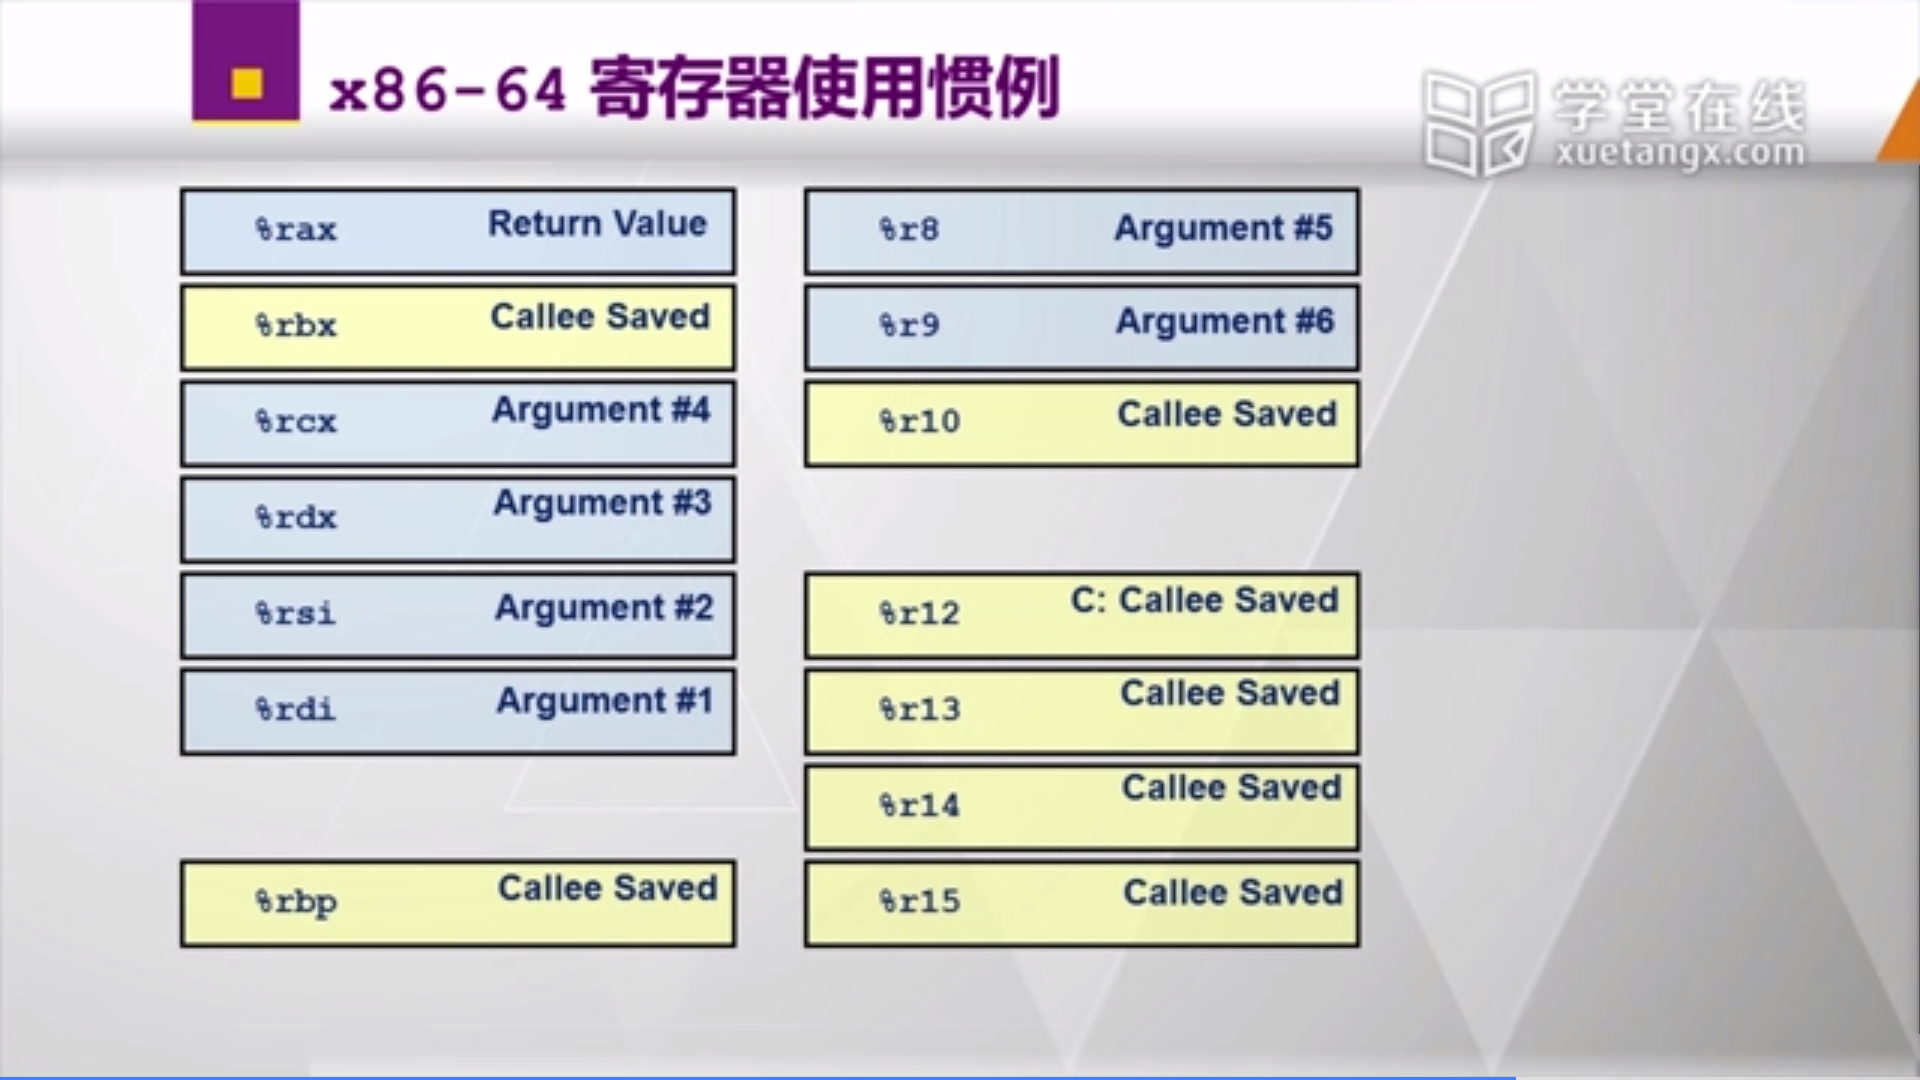 x86-64 寄存器使用惯例
学堂在线
xuetangx.com
%rax Return Value
%rbx Callee Saved
%rcx Argument #4
%rdx Argument #3
%rsi Argument #2
%rdi Argument #1
%rbp Callee Saved
%r8 Argument #5
%r9 Argument #6
%r10 Callee Saved
%r12 C: Callee Saved
%r13 Callee Saved
%r14 Callee Saved
%r15 Callee Saved